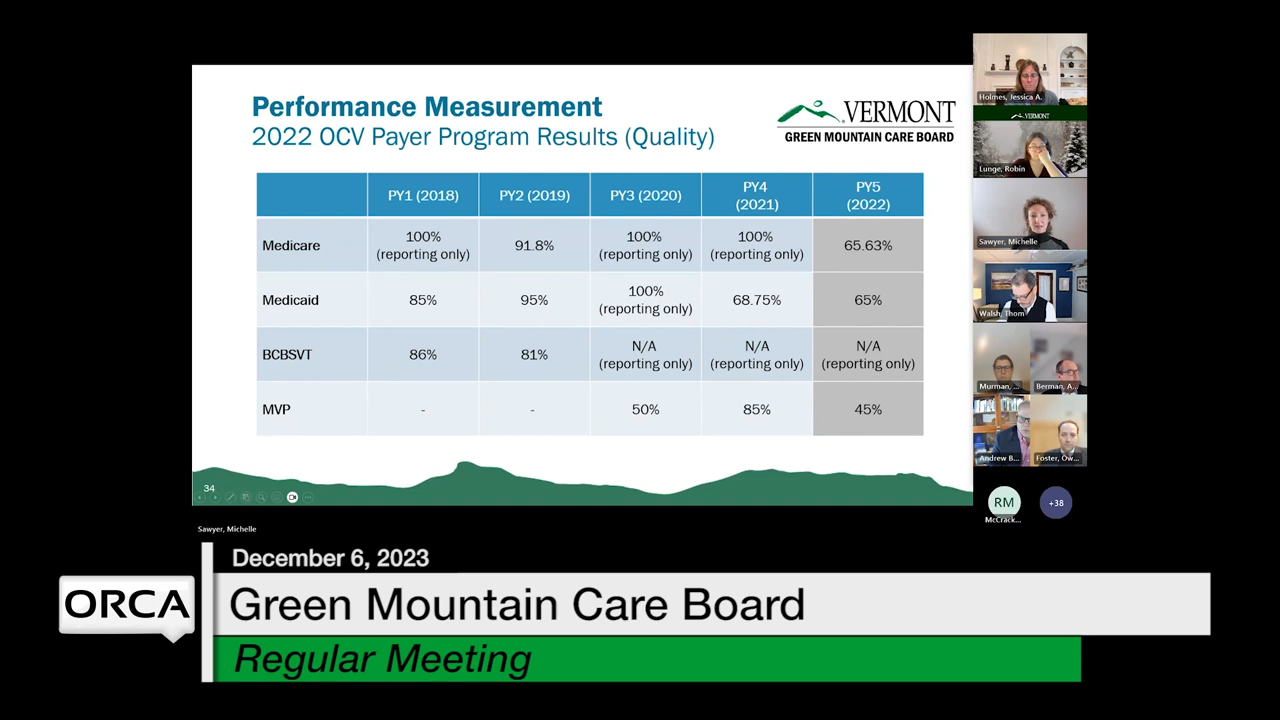 Performance Measurement
2022 OCV Payer Program Results (Quality)
VERMONT
GREEN MOUNTAIN CARE BOARD
PY1 (2018)
PY2 (2019)
PY3 (2020)
PY4
(2021)
PY5
(2022)
Medicare
100%
(reporting only)
91.8%
100%
(reporting only)
100%
(reporting only)
65.63%
Medicaid
85%
95%
100%
(reporting only)
68.75%
65%
BCBSVT
86%
81%
N/A
(reporting only)
N/A
(reporting only)
N/A
(reporting only)
MVP
-
-
50%
85%
45%
34
Holmes, Jessica A.
VERMONT
Lunge, Robin
Sawyer, Michelle
Walsh, Thom
Murman, ...
Berman, A...
Andrew B...
Foster, Ow...
RM
McCrack...
+38
Sawyer, Michelle
December 6, 2023
ORCA
Green Mountain Care Board
Regular Meeting